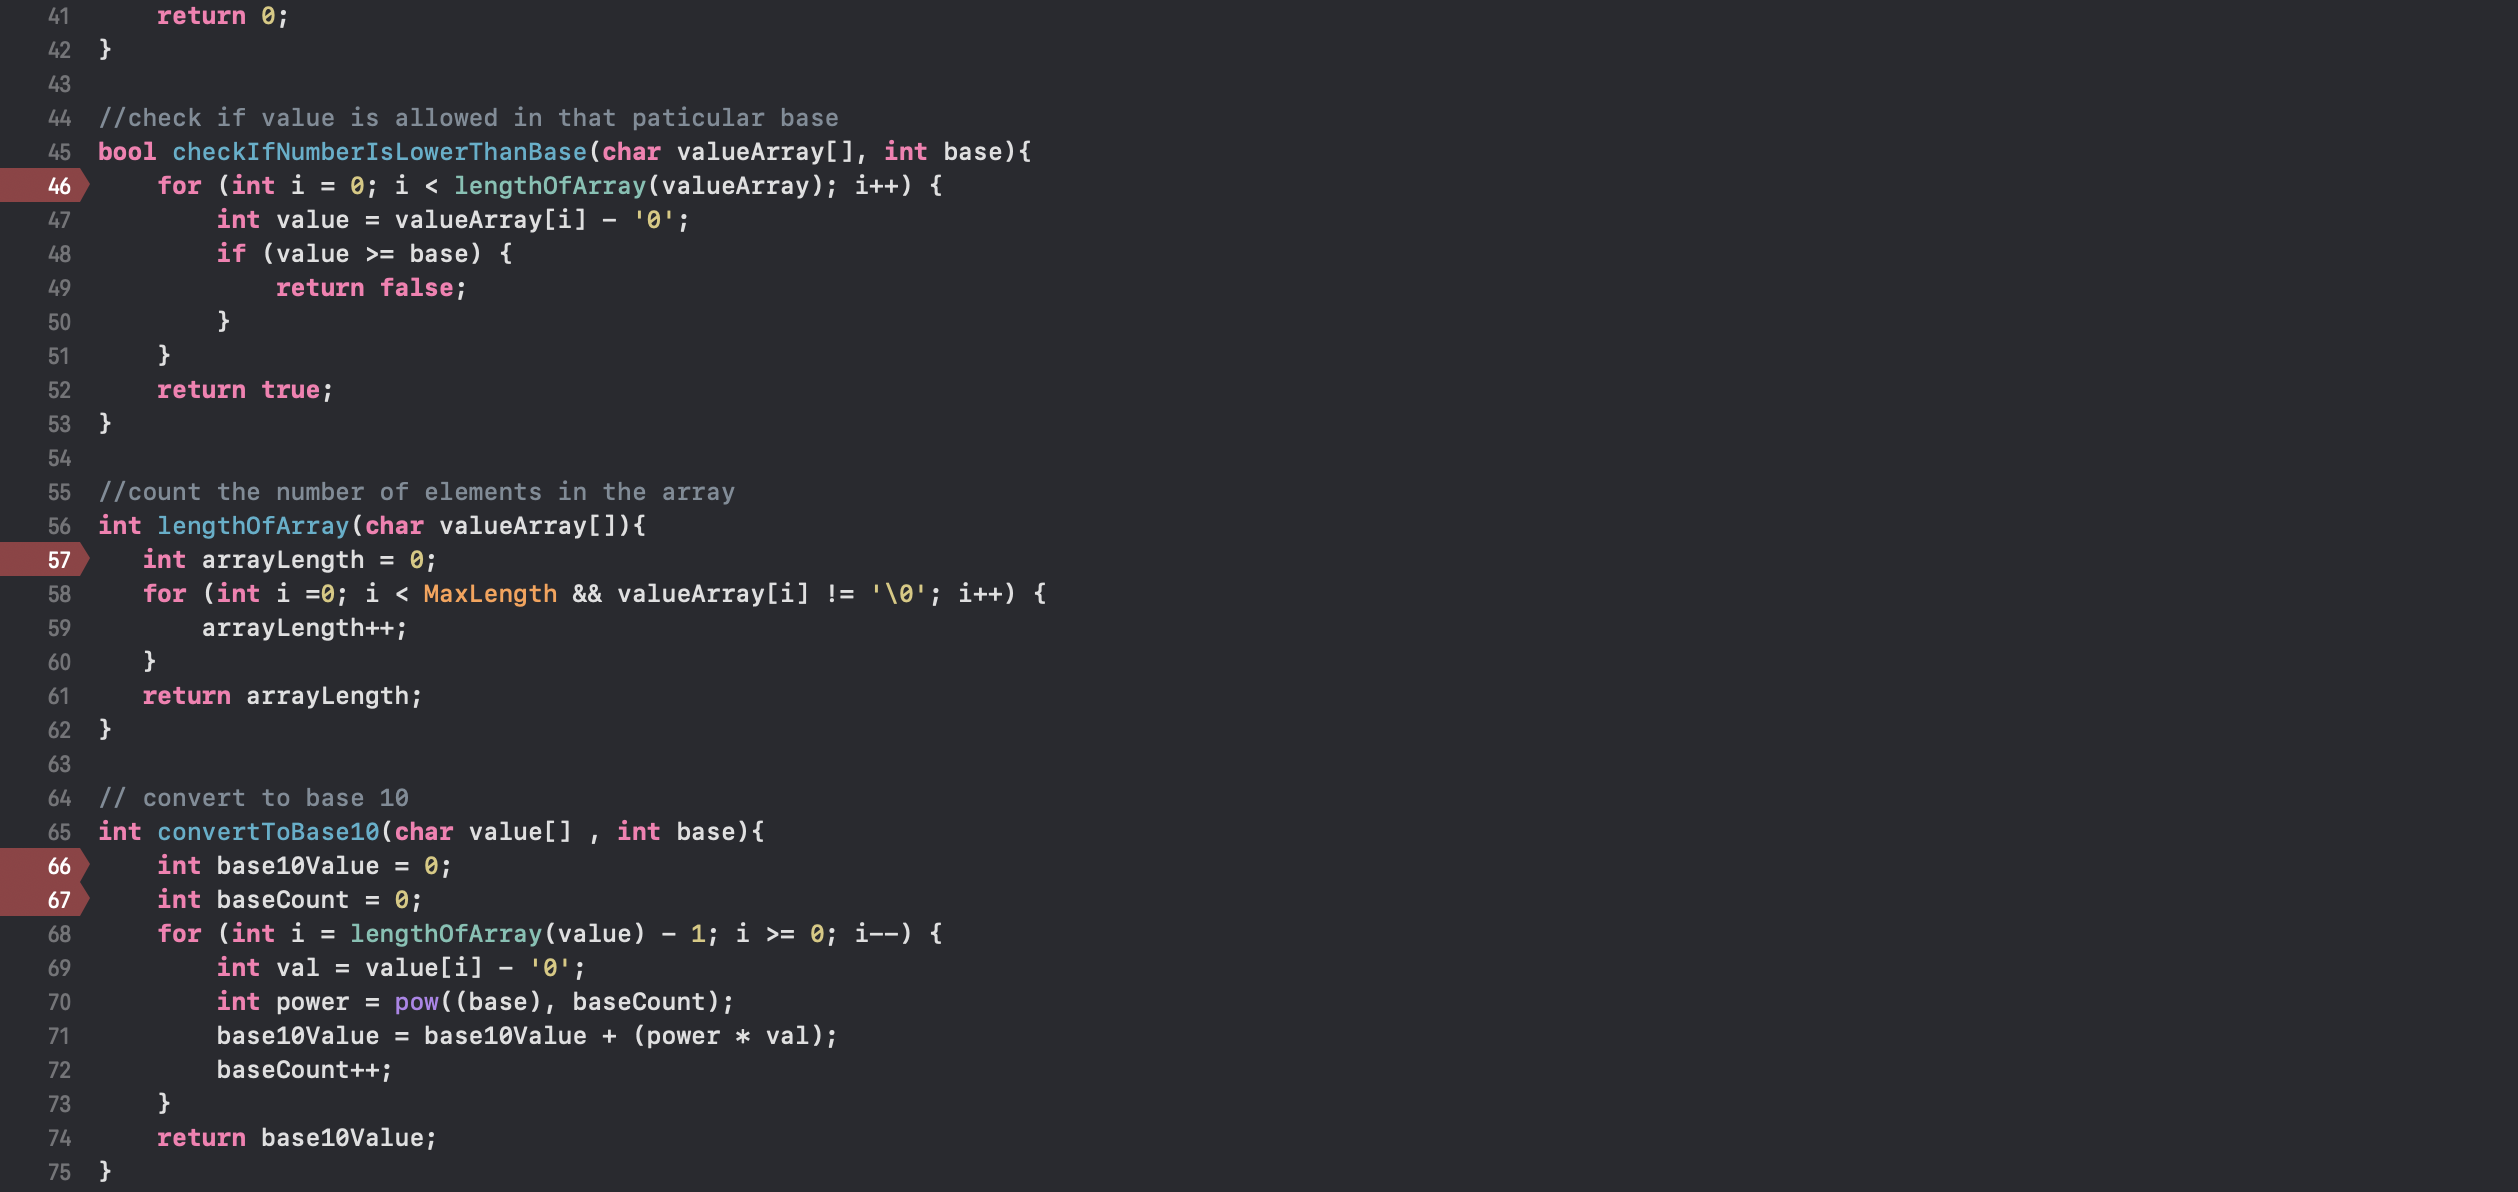 41     return 0;
42 }
43
44 //check if value is allowed in that paticular base
45 bool checkIfNumberIsLowerThanBase(char valueArray[], int base){
46     for (int i = 0; i < lengthOfArray(valueArray); i++) {
47         int value = valueArray[i] - '0';
48         if (value >= base) {
49             return false;
50         }
51     }
52     return true;
53 }
54
55 //count the number of elements in the array
56 int lengthOfArray(char valueArray[]){
57    int arrayLength = 0;
58    for (int i =0; i < MaxLength && valueArray[i] != '\0'; i++) {
59        arrayLength++;
60    }
61    return arrayLength;
62 }
63
64 // convert to base 10
65 int convertToBase10(char value[] , int base){
66     int base10Value = 0;
67     int baseCount = 0;
68     for (int i = lengthOfArray(value) - 1; i >= 0; i--) {
69         int val = value[i] - '0';
70         int power = pow((base), baseCount);
71         base10Value = base10Value + (power * val);
72         baseCount++;
73     }
74     return base10Value;
75 }